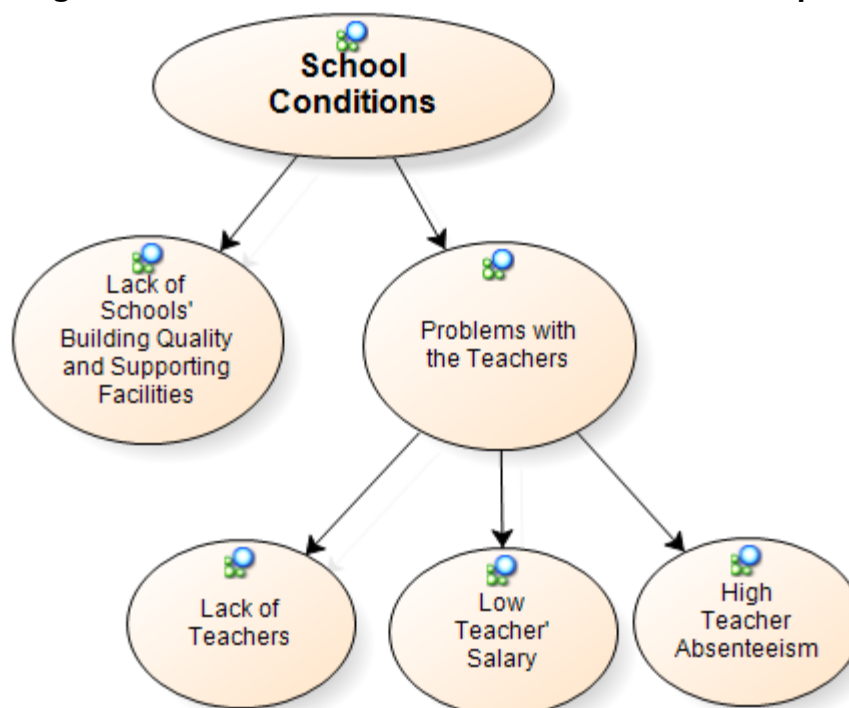 School
Conditions
Lack of
Schools'
Building Quality
and Supporting
Facilities
Problems with
the Teachers
Lack of
Teachers
Low
Teacher'
Salary
High
Teacher
Absenteeism